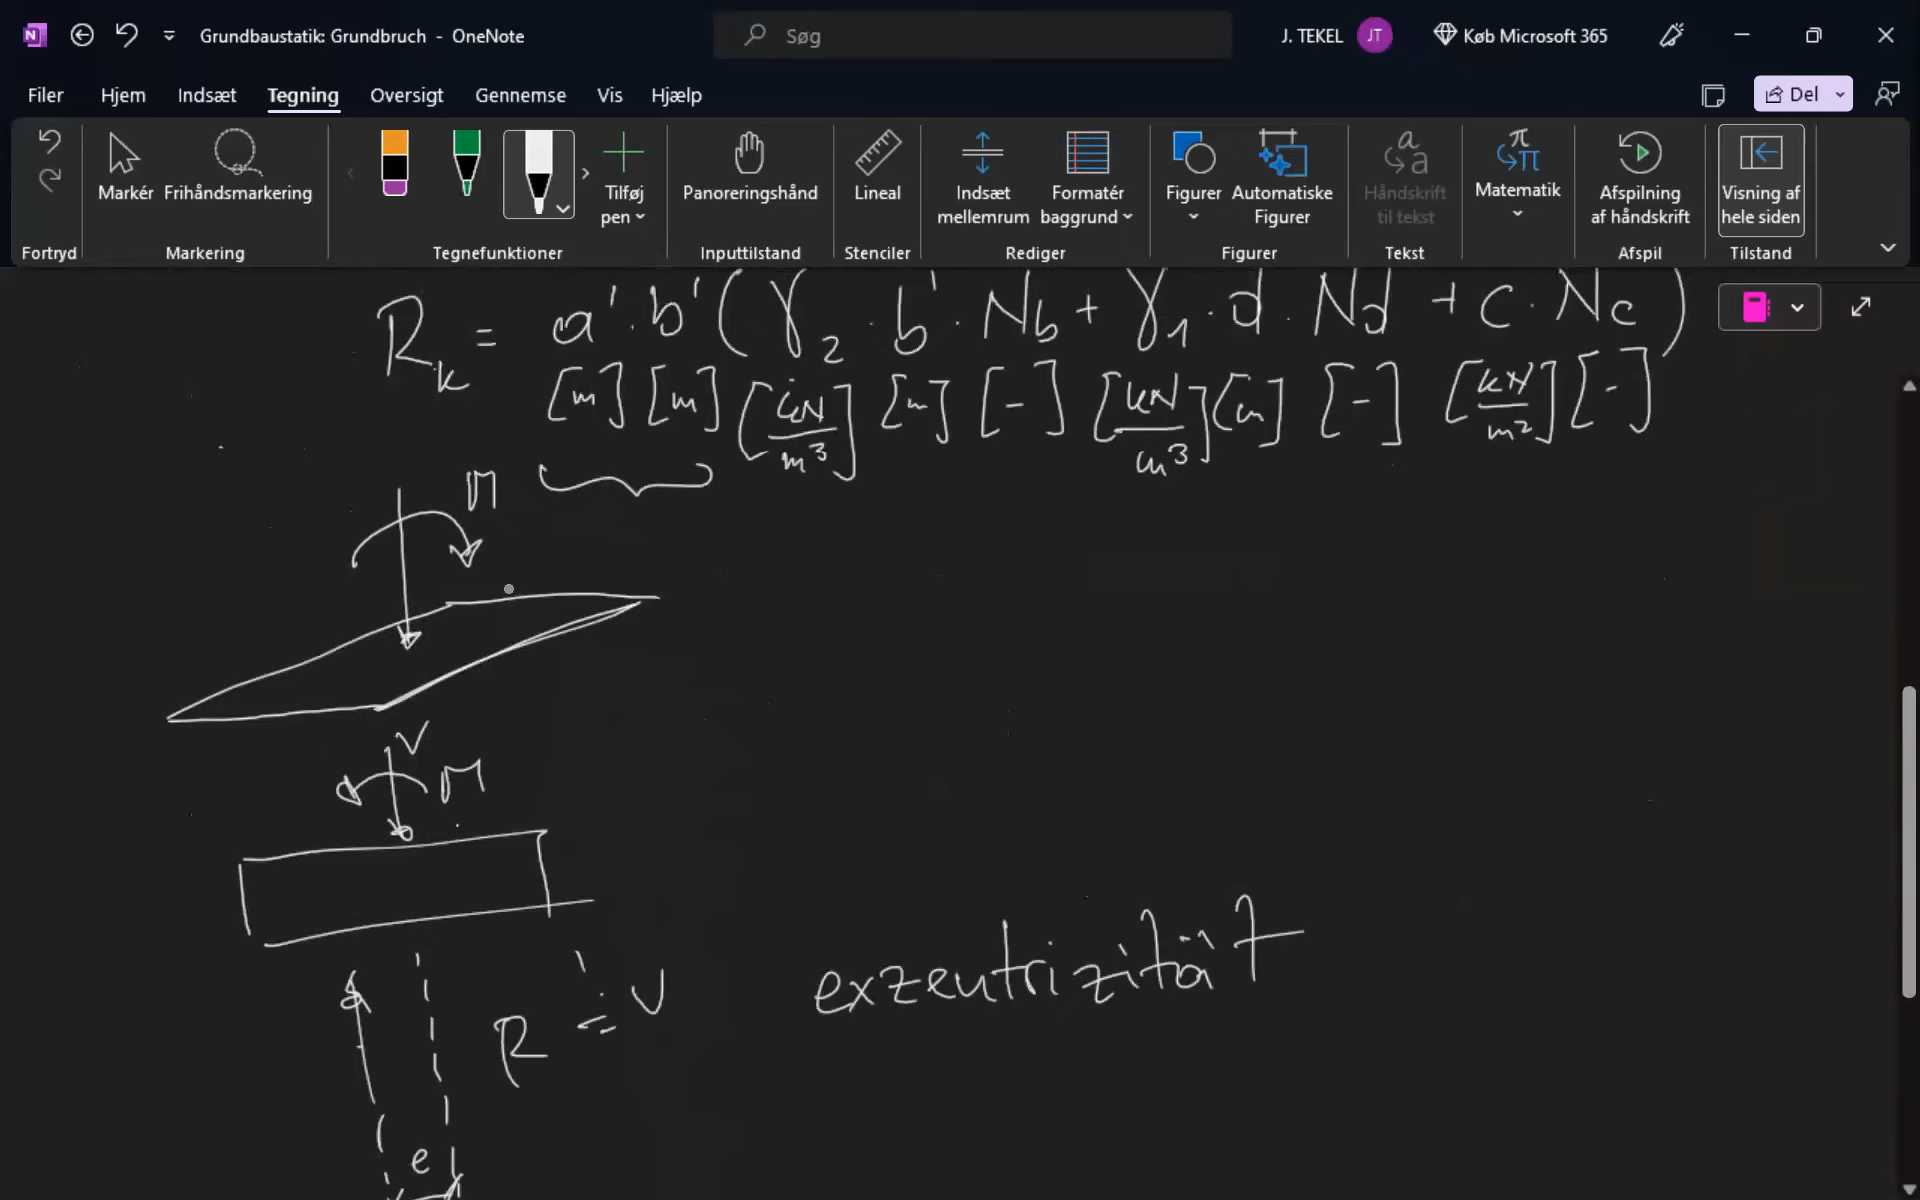 Grundbaustatik: Grundbruch - OneNote
Søg
J. TEKEL JT
Køb Microsoft 365
Filer Hjem Indsæt Tegning Oversigt Gennemse Vis Hjælp
Del
Markér Frihåndsmarkering
Tilføj pen
Panoreringshånd
Lineal
Indsæt mellemrum
Formatér baggrund
Figurer
Automatiske Figurer
Håndskrift til tekst
Matematik
Afspilning af håndskrift
Visning af hele siden
Fortryd Markering Tegnefunktioner Inputtilstand Stenciler Rediger Figurer Tekst Afspil Tilstand
R_k = a' · b' (γ_2 · b' · N_b + γ_1 · d · N_d + c · N_c)
[m] [m] [kN/m³] [m] [-] [kN/m³] [m] [-] [kN/m²] [-]
M
V
M
R = V
exzentrizität
e